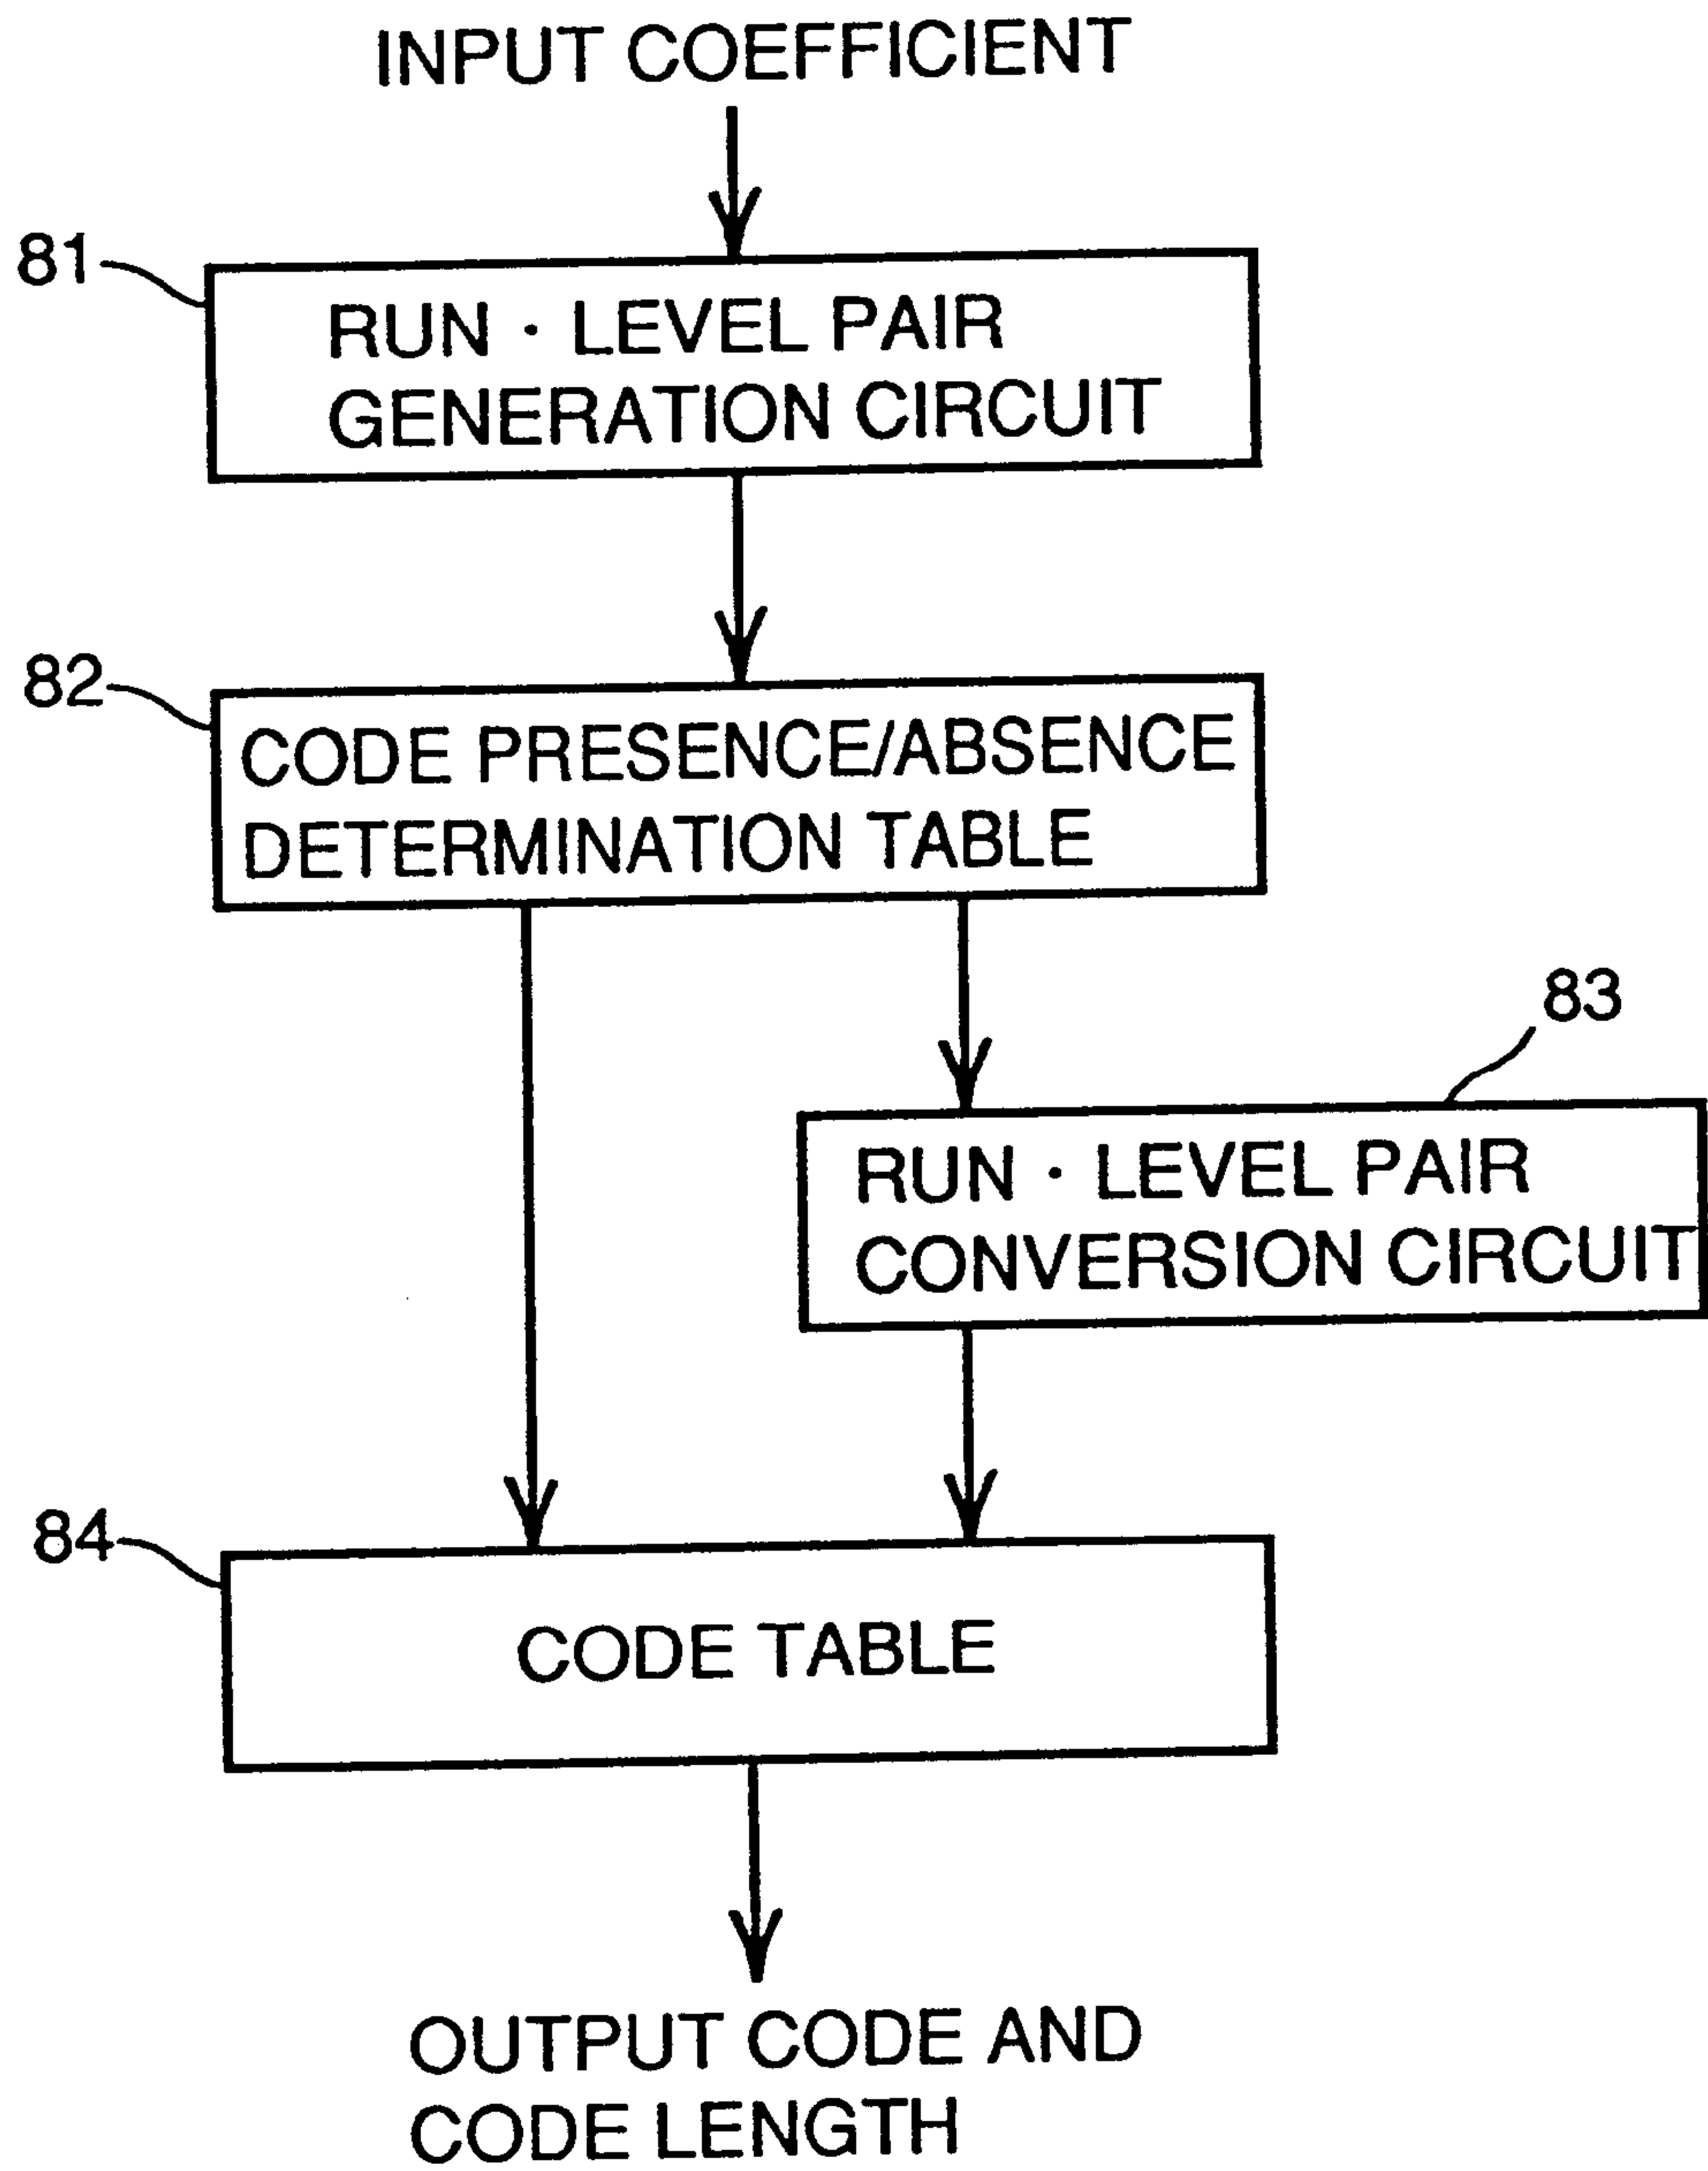 INPUT COEFFICIENT
81
RUN · LEVEL PAIR
GENERATION CIRCUIT
82
CODE PRESENCE/ABSENCE
DETERMINATION TABLE
83
RUN · LEVEL PAIR
CONVERSION CIRCUIT
84
CODE TABLE
OUTPUT CODE AND
CODE LENGTH